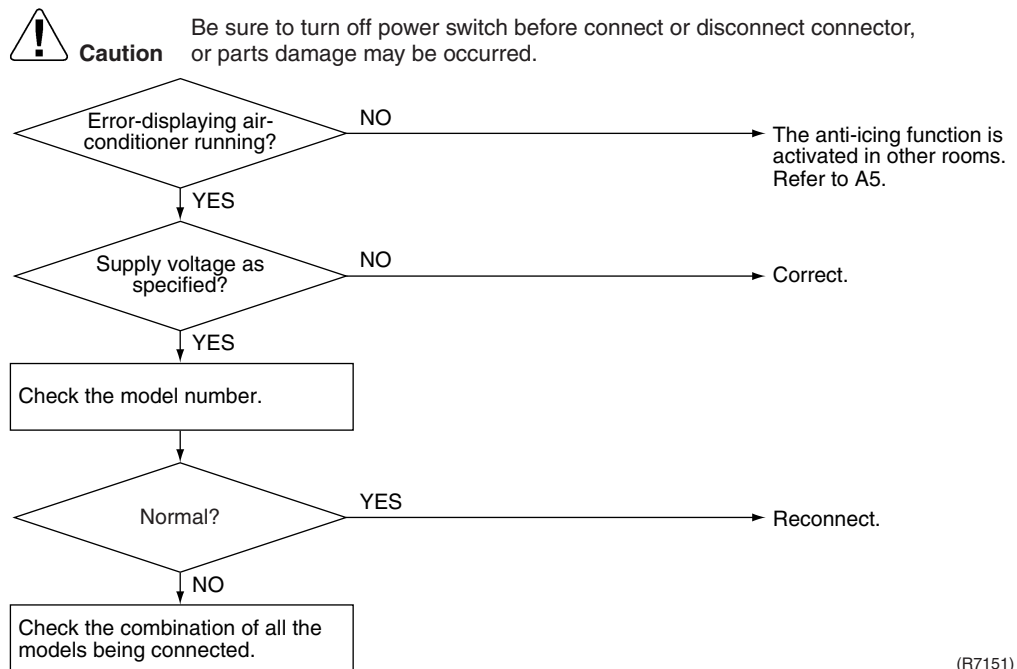 Be sure to turn off power switch before connect or disconnect connector,
Caution or parts damage may be occurred.
Error-displaying air-
conditioner running?
NO
The anti-icing function is
activated in other rooms.
Refer to A5.
YES
Supply voltage as
specified?
NO
Correct.
YES
Check the model number.
Normal?
YES
Reconnect.
NO
Check the combination of all the
models being connected.
(R7151)